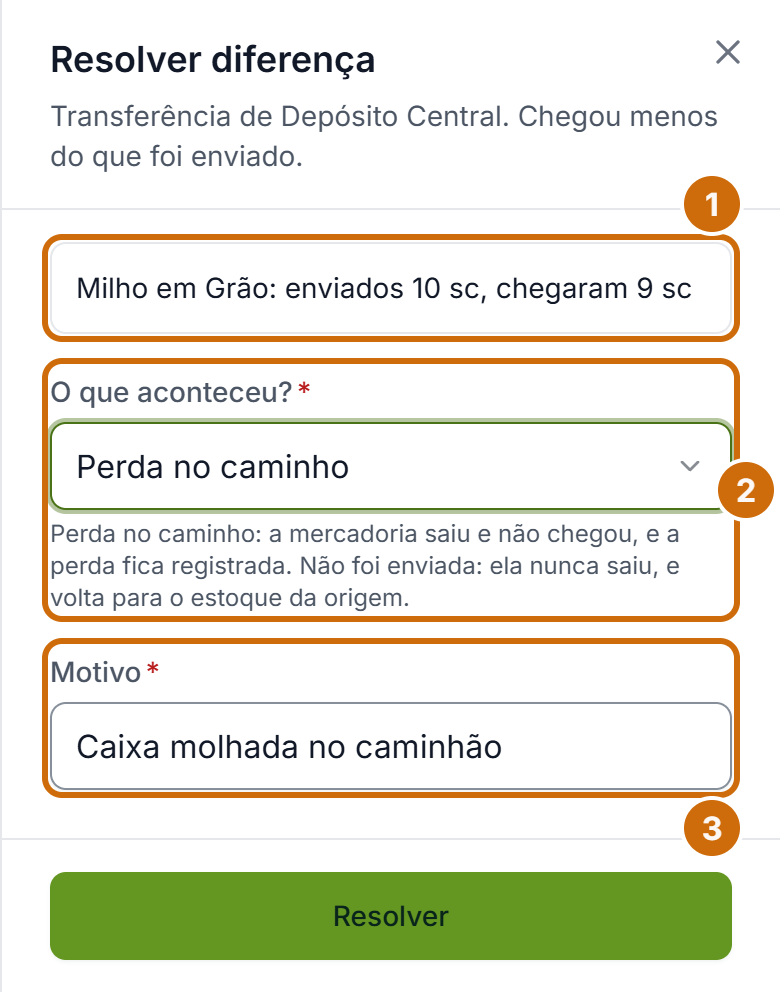 Resolver diferença
Transferência de Depósito Central. Chegou menos
do que foi enviado.
1
Milho em Grão: enviados 10 sc, chegaram 9 sc
O que aconteceu? *
Perda no caminho
2
Perda no caminho: a mercadoria saiu e não chegou, e a
perda fica registrada. Não foi enviada: ela nunca saiu, e
volta para o estoque da origem.
Motivo *
Caixa molhada no caminhão
3
Resolver